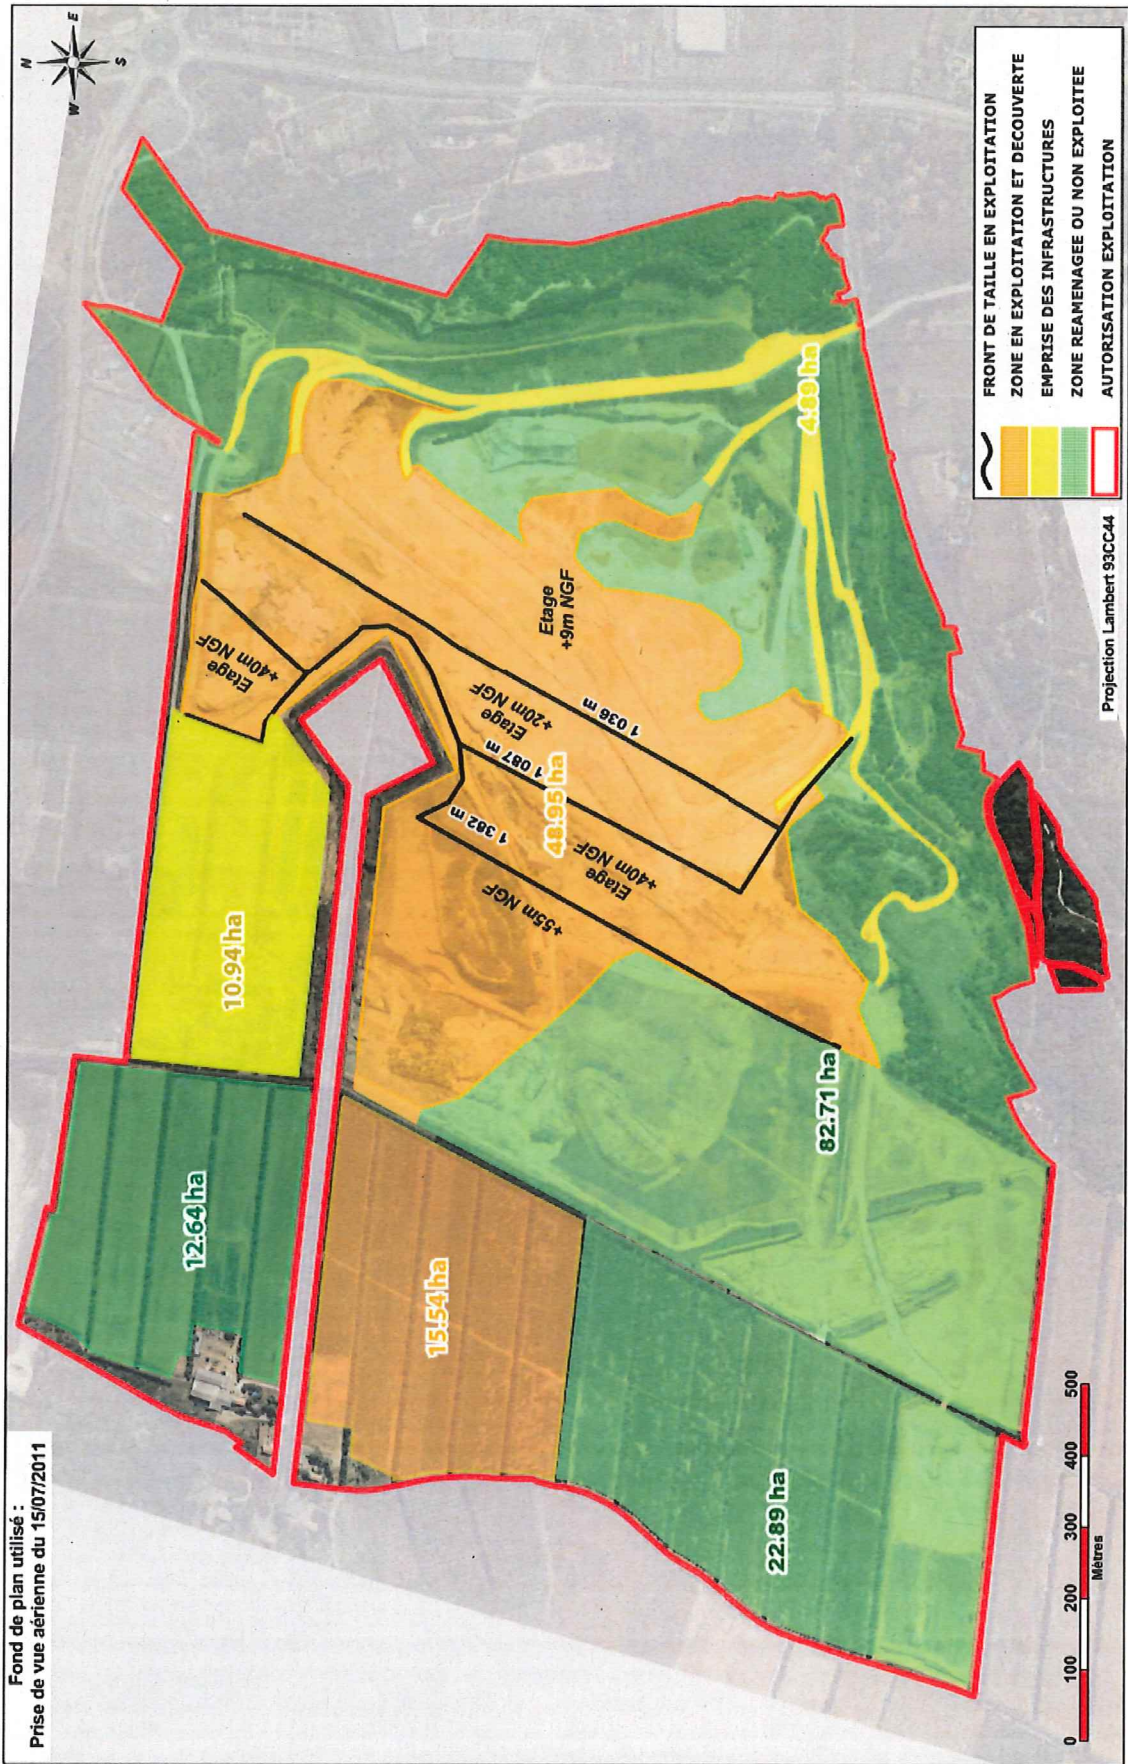 Fond de plan utilisé :
Prise de vue aérienne du 15/07/2011
N
E
S
W
12.64 ha
10.94 ha
Etage
+40m NGF
15.54 ha
+55m NGF
1 382 m
Etage
+40m NGF
48.95 ha
1 087 m
Etage
+20m NGF
1 036 m
Etage
+9m NGF
22.89 ha
82.71 ha
4.89 ha
0 100 200 300 400 500
Mètres
Projection Lambert 93CC44
FRONT DE TAILLE EN EXPLOITATION
ZONE EN EXPLOITATION ET DECOUVERTE
EMPRISE DES INFRASTRUCTURES
ZONE REAMENAGEE OU NON EXPLOITEE
AUTORISATION EXPLOITATION